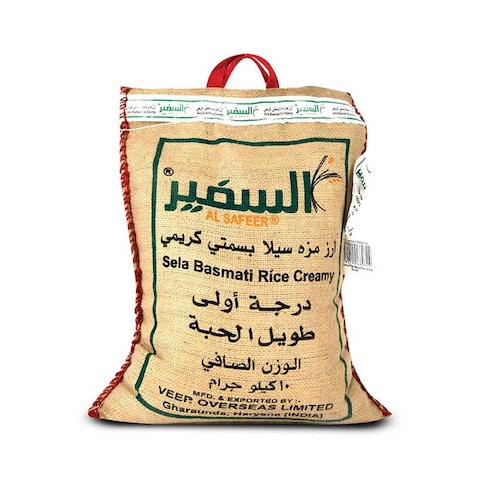 السفير
AL SAFEER®
أرز مزه سيلا بسمتي كريمي
Sela Basmati Rice Creamy
درجة أولى
طويل الحبة
الوزن الصافي
١٠ كيلو جرام
MFD. & EXPORTED BY :-
VEER OVERSEAS LIMITED
Gharaunda, Haryana (INDIA)